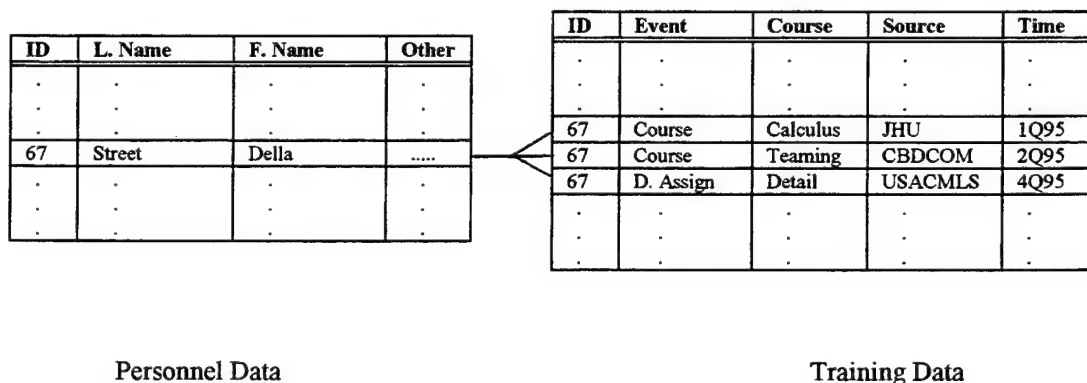 ID L. Name F. Name Other
. . . .
. . . .
. . . .
67 Street Della .....
. . . .
. . . .
. . . .
ID Event Course Source Time
. . . . .
. . . . .
. . . . .
67 Course Calculus JHU 1Q95
67 Course Teaming CBDCOM 2Q95
67 D. Assign Detail USACMLS 4Q95
. . . . .
. . . . .
. . . . .
Personnel Data
Training Data